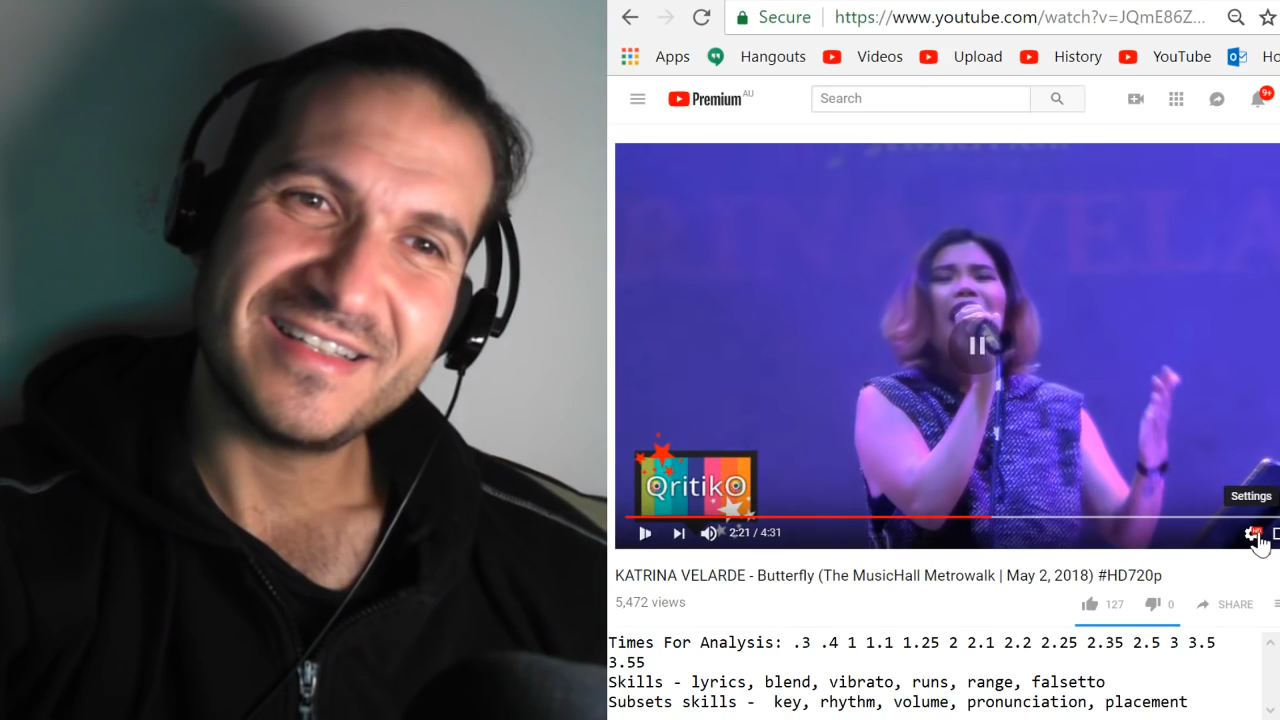 Secure https://www.youtube.com/watch?v=JQmE86Z...
Apps Hangouts Videos Upload History YouTube Ho
Premium AU Search 9+
QritikO
Settings
2:21 / 4:31
KATRINA VELARDE - Butterfly (The MusicHall Metrowalk | May 2, 2018) #HD720p
5,472 views
127 0 SHARE
Times For Analysis: .3 .4 1 1.1 1.25 2 2.1 2.2 2.25 2.35 2.5 3 3.5
3.55
Skills - lyrics, blend, vibrato, runs, range, falsetto
Subsets skills - key, rhythm, volume, pronunciation, placement